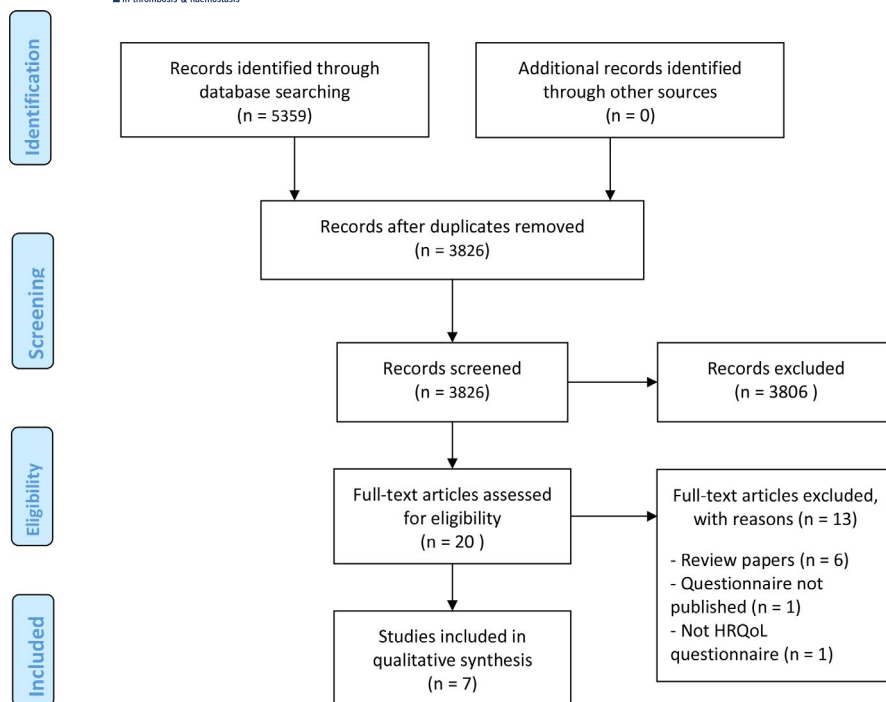 in thrombosis & haemostasis
Identification
Records identified through
database searching
(n = 5359)
Additional records identified
through other sources
(n = 0)
Records after duplicates removed
(n = 3826)
Screening
Records screened
(n = 3826)
Records excluded
(n = 3806 )
Eligibility
Full-text articles assessed
for eligibility
(n = 20 )
Full-text articles excluded,
with reasons (n = 13)
- Review papers (n = 6)
- Questionnaire not
published (n = 1)
- Not HRQoL
questionnaire (n = 1)
Included
Studies included in
qualitative synthesis
(n = 7)